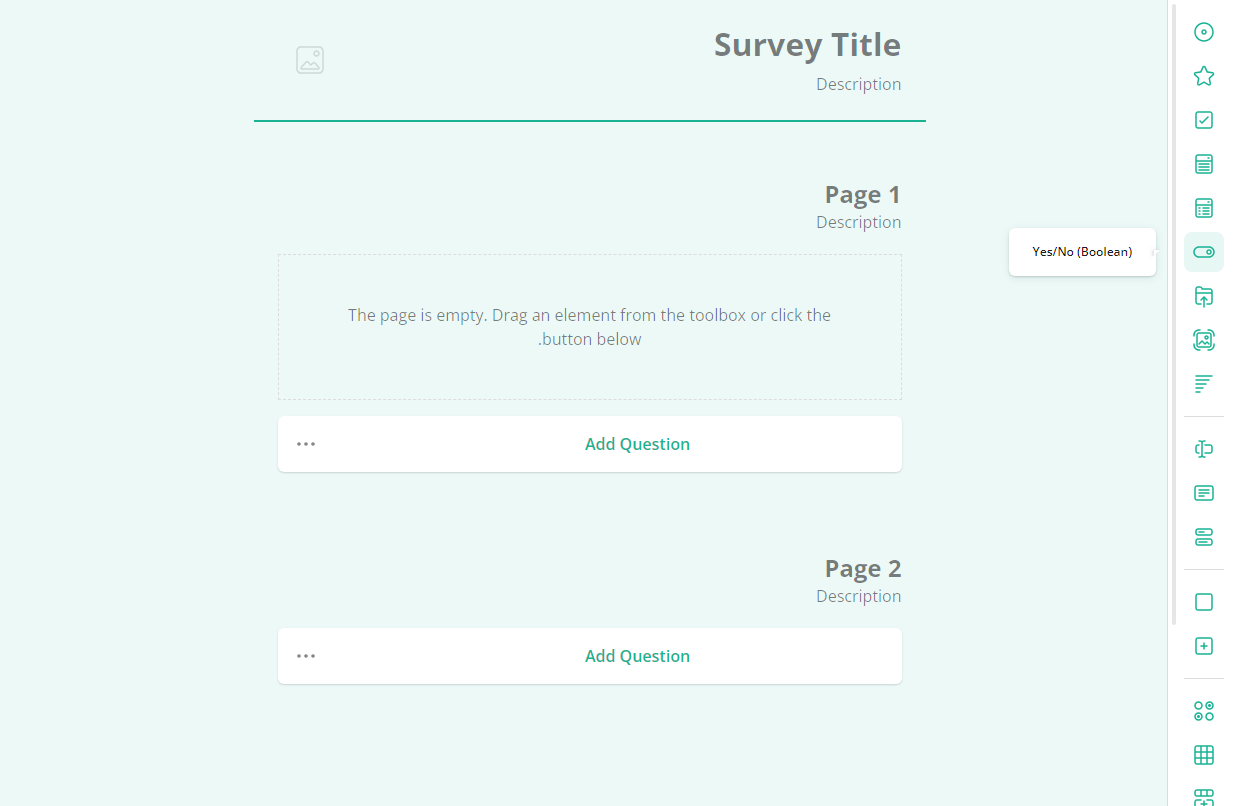 Survey Title
Description
Page 1
Description
Yes/No (Boolean)
The page is empty. Drag an element from the toolbox or click the
.button below
Add Question
Page 2
Description
Add Question